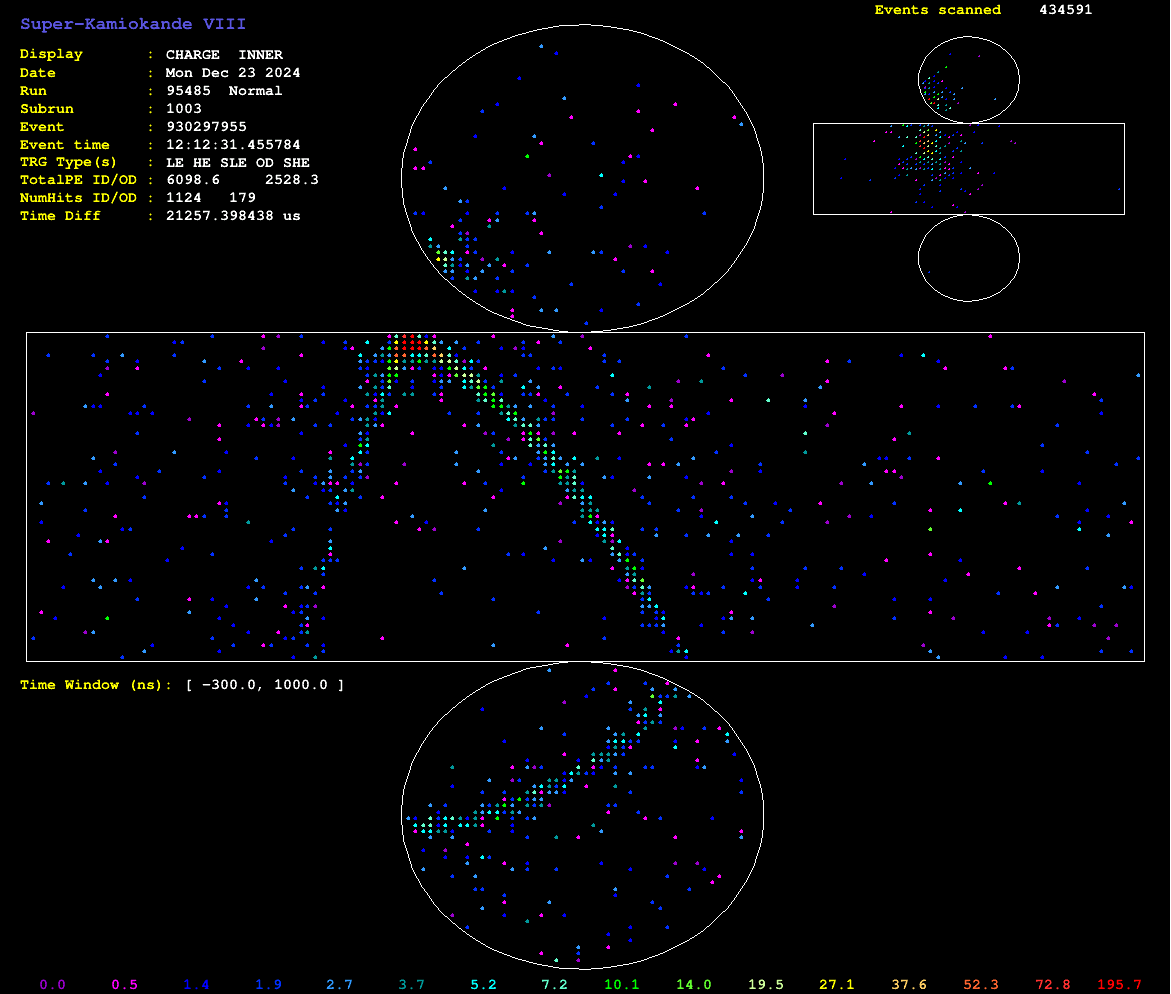 Super-Kamiokande VIII
Events scanned 434591
Display : CHARGE INNER
Date : Mon Dec 23 2024
Run : 95485 Normal
Subrun : 1003
Event : 930297955
Event time : 12:12:31.455784
TRG Type(s) : LE HE SLE OD SHE
TotalPE ID/OD : 6098.6 2528.3
NumHits ID/OD : 1124 179
Time Diff : 21257.398438 us
Time Window (ns): [ −300.0, 1000.0 ]
0.0 0.5 1.4 1.9 2.7 3.7 5.2 7.2 10.1 14.0 19.5 27.1 37.6 52.3 72.8 195.7